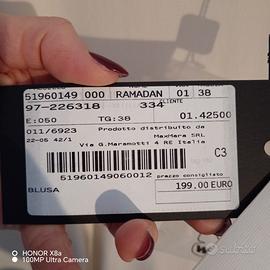 51960149 000 RAMADAN 01 38
97-226318 334 CLIENTE
E:050 TG:38 01.42500
011/6923 Prodotto distribuito da
22-05 42/1 MaxMara SRL
Via G.Maramotti 4 RE Italia
C3
51960149060012 prezzo consigliato
199.00 EURO
BLUSA
HONOR X8a
100MP Ultra Camera
subito